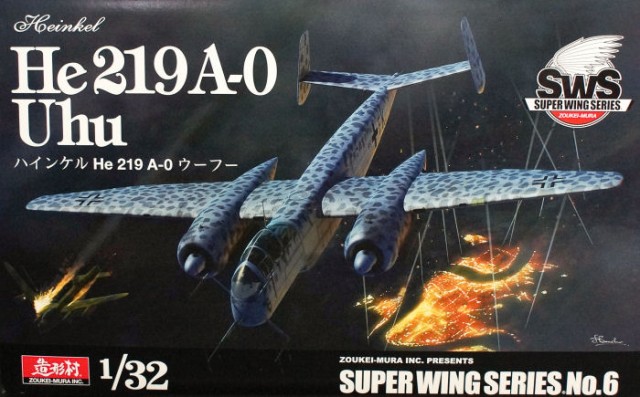 Heinkel
He 219 A-0
Uhu
ハインケル He 219 A-0 ウーフー
SWS
SUPER WING SERIES
ZOUKEI-MURA
造形村
ZOUKEI-MURA INC.
1/32
ZOUKEI-MURA INC. PRESENTS
SUPER WING SERIES No.6